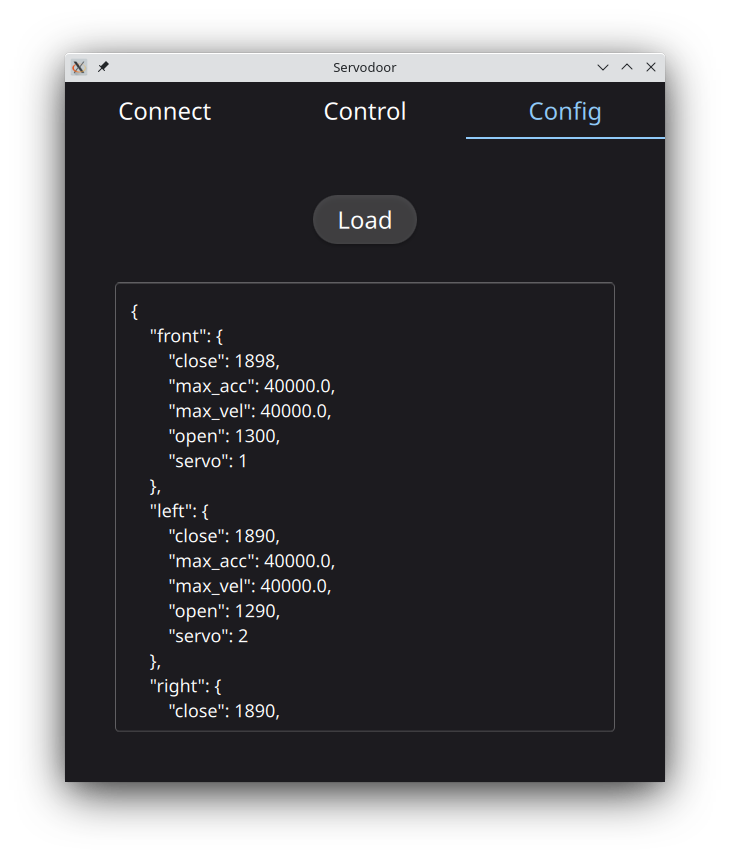 Servodoor
Connect Control Config
Load
{
    "front": {
        "close": 1898,
        "max_acc": 40000.0,
        "max_vel": 40000.0,
        "open": 1300,
        "servo": 1
    },
    "left": {
        "close": 1890,
        "max_acc": 40000.0,
        "max_vel": 40000.0,
        "open": 1290,
        "servo": 2
    },
    "right": {
        "close": 1890,